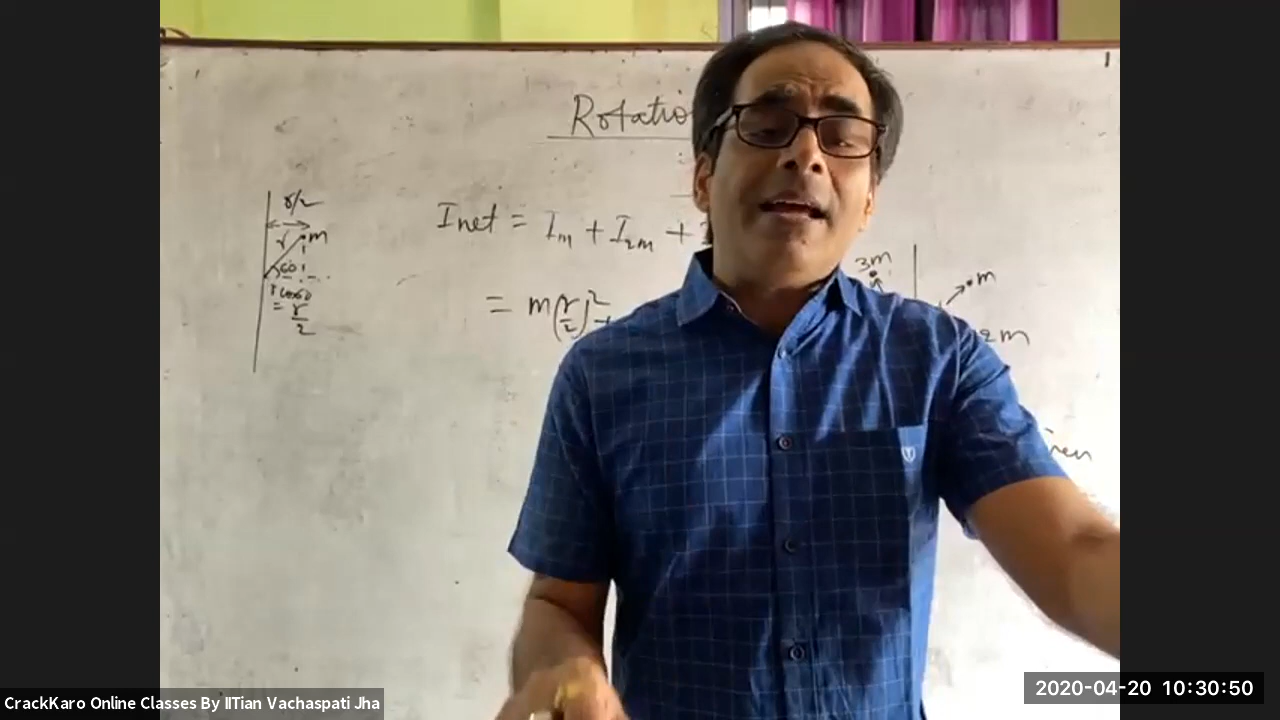 Rotatio
r/2
r
m
60
r cos60
= r/2
Inet = Im + I2m +
= m(r/2)² +
3m
m
2m
CrackKaro Online Classes By IITian Vachaspati Jha
2020-04-20 10:30:50